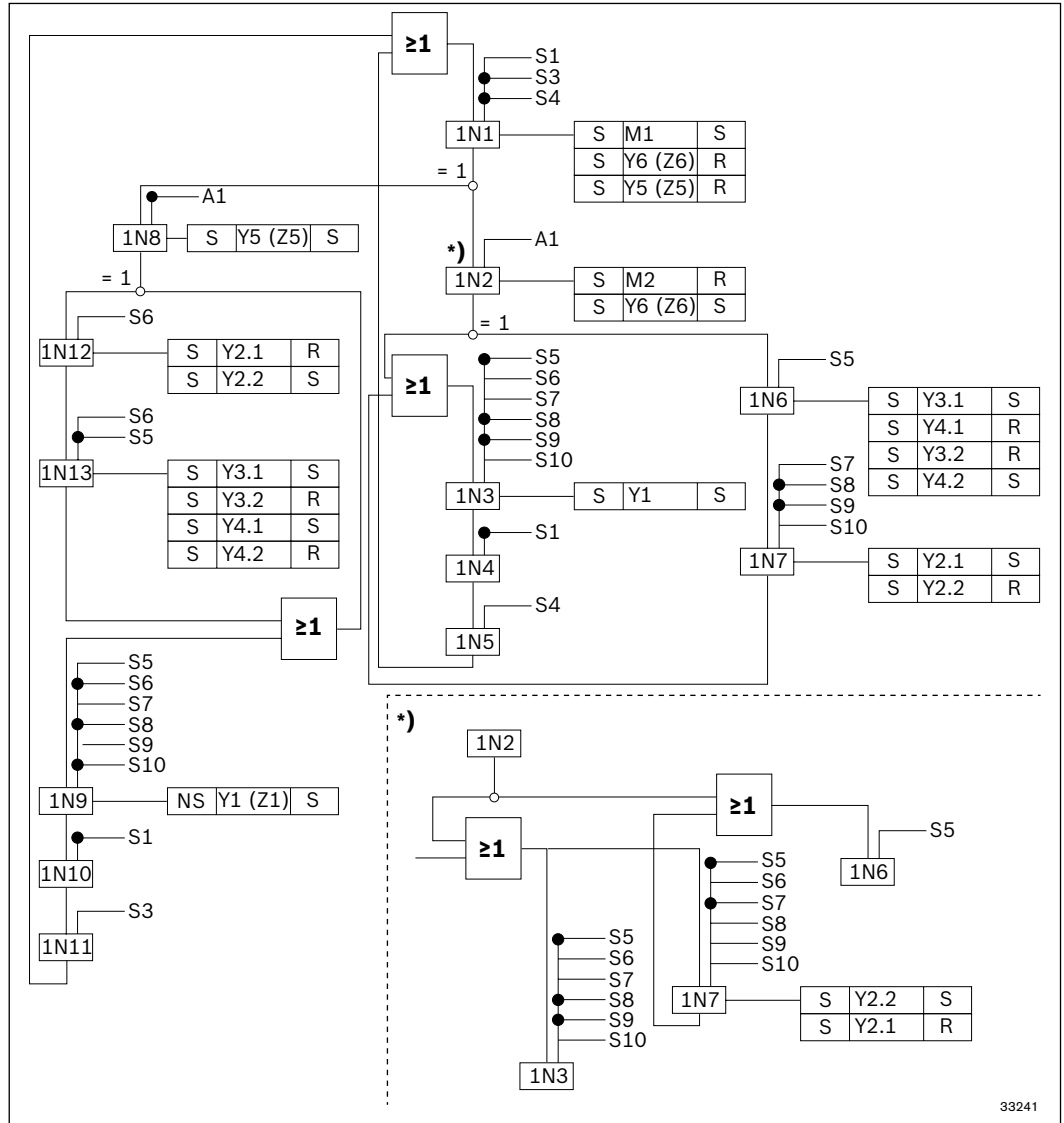 ≥1
S1
S3
S4
1N1
S M1 S
S Y6 (Z6) R
S Y5 (Z5) R
= 1
A1
1N8
S Y5 (Z5) S
= 1
*)
A1
1N2
S M2 R
S Y6 (Z6) S
= 1
S6
1N12
S Y2.1 R
S Y2.2 S
S6
S5
1N13
S Y3.1 S
S Y3.2 R
S Y4.1 S
S Y4.2 R
≥1
≥1
S5
S6
S7
S8
S9
S10
1N3
S Y1 S
S1
1N4
S4
1N5
S5
1N6
S Y3.1 S
S Y4.1 R
S Y3.2 R
S Y4.2 S
S7
S8
S9
S10
1N7
S Y2.1 S
S Y2.2 R
S5
S6
S7
S8
S9
S10
1N9
NS Y1 (Z1) S
S1
1N10
S3
1N11
*)
1N2
≥1
≥1
S5
1N6
S5
S6
S7
S8
S9
S10
1N7
S Y2.2 S
S Y2.1 R
S5
S6
S7
S8
S9
S10
1N3
33241